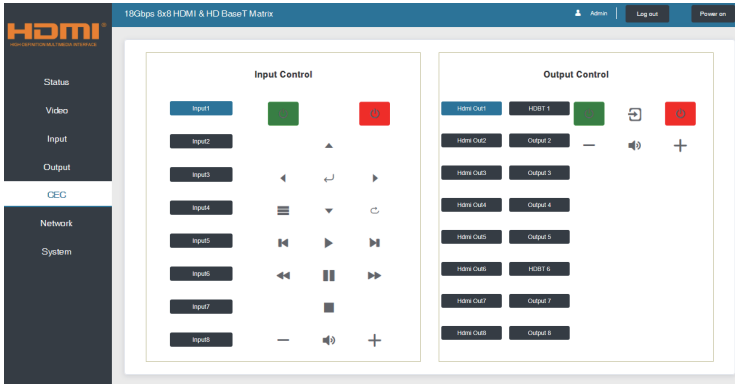 18Gbps 8x8 HDMI & HD BaseT Matrix
Admin
Log out
Power on
HDMI®
HIGH-DEFINITION MULTIMEDIA INTERFACE
Status
Video
Input
Output
CEC
Network
System
Input Control
Input1
Input2
Input3
Input4
Input5
Input6
Input7
Input8
Output Control
Hdmi Out1 HDBT 1
Hdmi Out2 Output 2
Hdmi Out3 Output 3
Hdmi Out4 Output 4
Hdmi Out5 Output 5
Hdmi Out6 HDBT 6
Hdmi Out7 Output 7
Hdmi Out8 Output 8